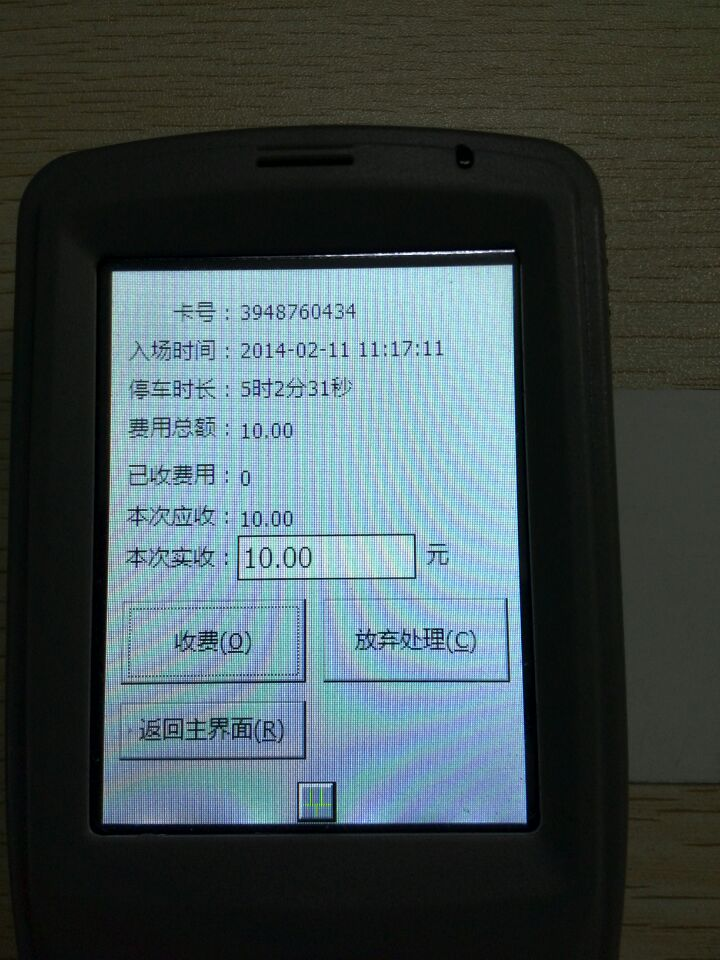 卡号：3948760434
入场时间：2014-02-11 11:17:11
停车时长：5时2分31秒
费用总额：10.00
已收费用：0
本次应收：10.00
本次实收：10.00 元
收费(O) 放弃处理(C)
返回主界面(R)